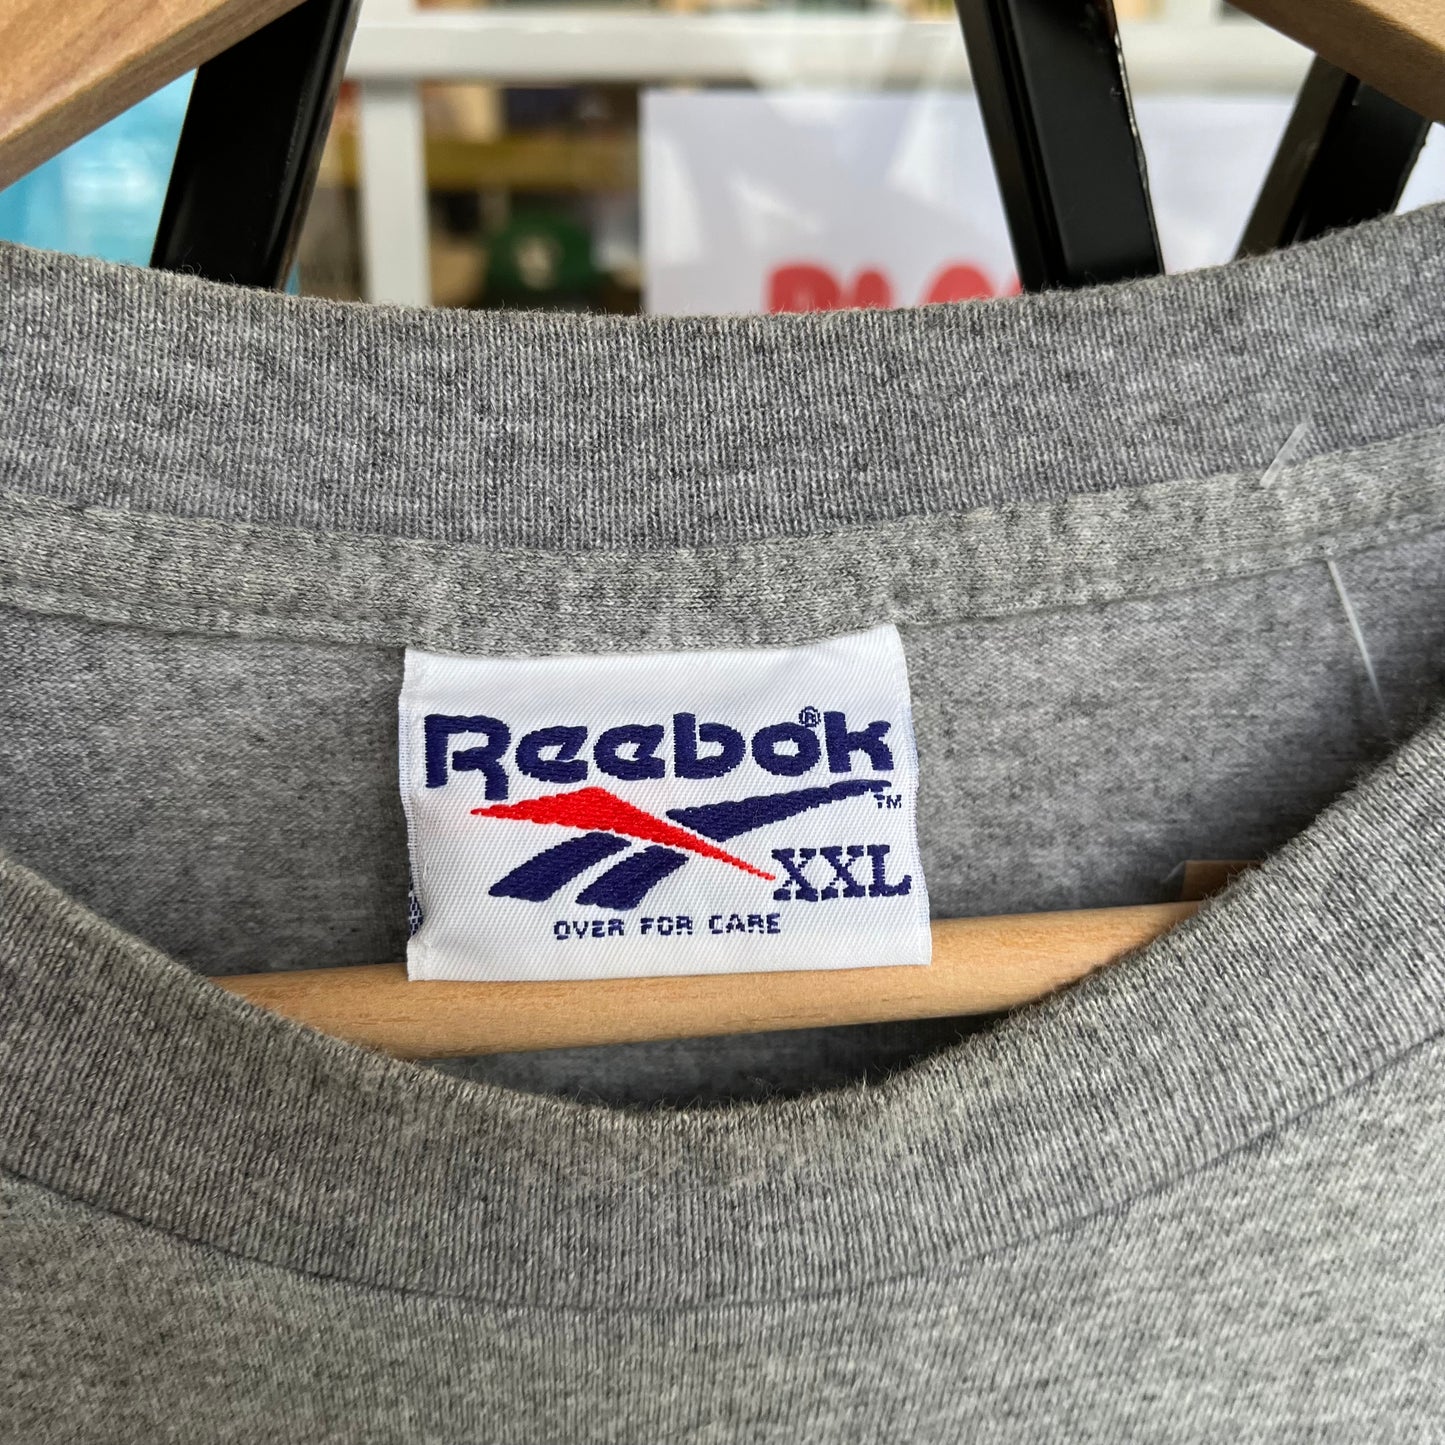 Reebok®
TM
XXL
OVER FOR CARE